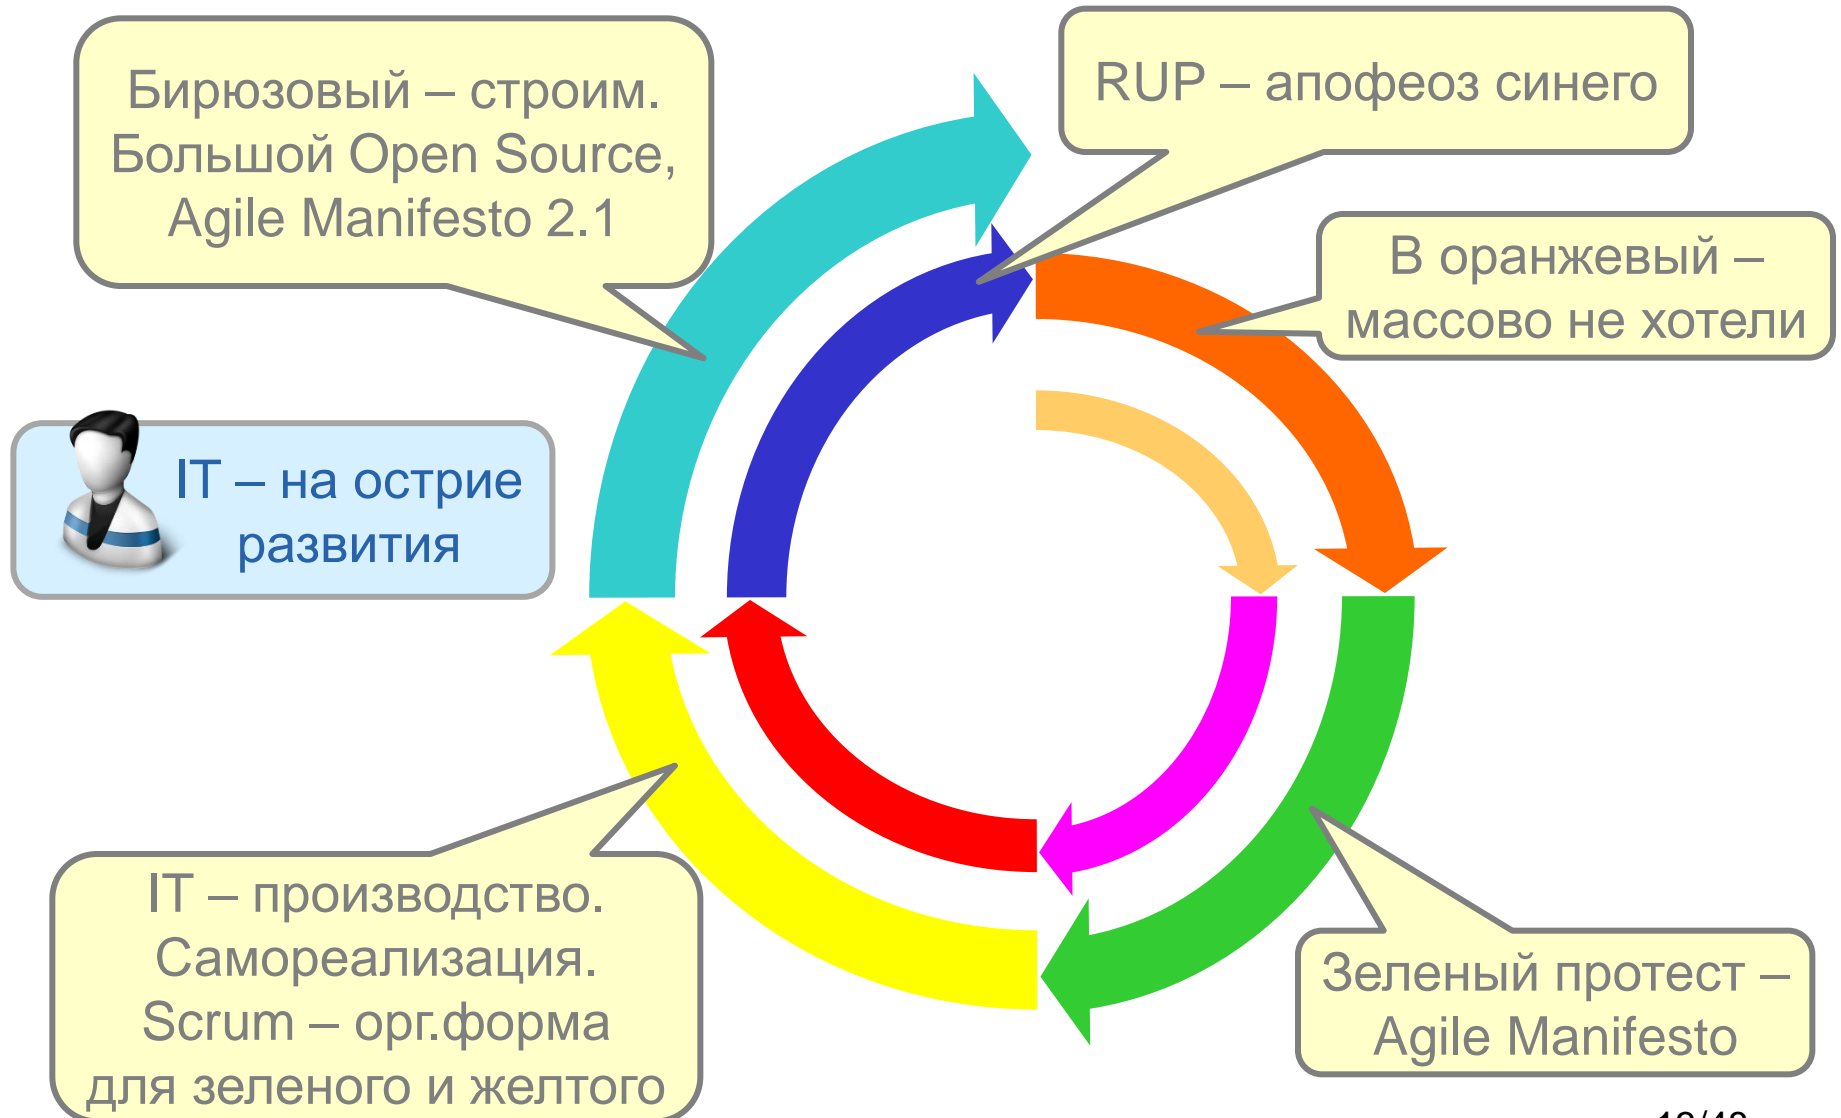 Бирюзовый – строим.
Большой Open Source,
Agile Manifesto 2.1
RUP – апофеоз синего
В оранжевый –
массово не хотели
IT – на острие
развития
IT – производство.
Самореализация.
Scrum – орг.форма
для зеленого и желтого
Зеленый протест –
Agile Manifesto